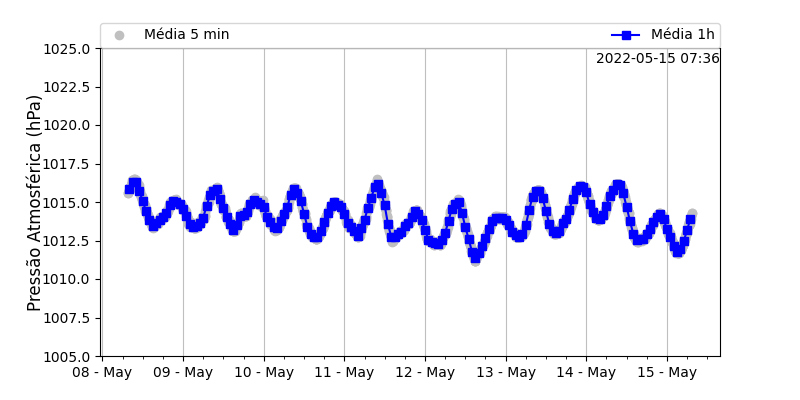 Média 5 min
Média 1h
2022-05-15 07:36
Pressão Atmosférica (hPa)
1025.0
1022.5
1020.0
1017.5
1015.0
1012.5
1010.0
1007.5
1005.0
08 - May
09 - May
10 - May
11 - May
12 - May
13 - May
14 - May
15 - May